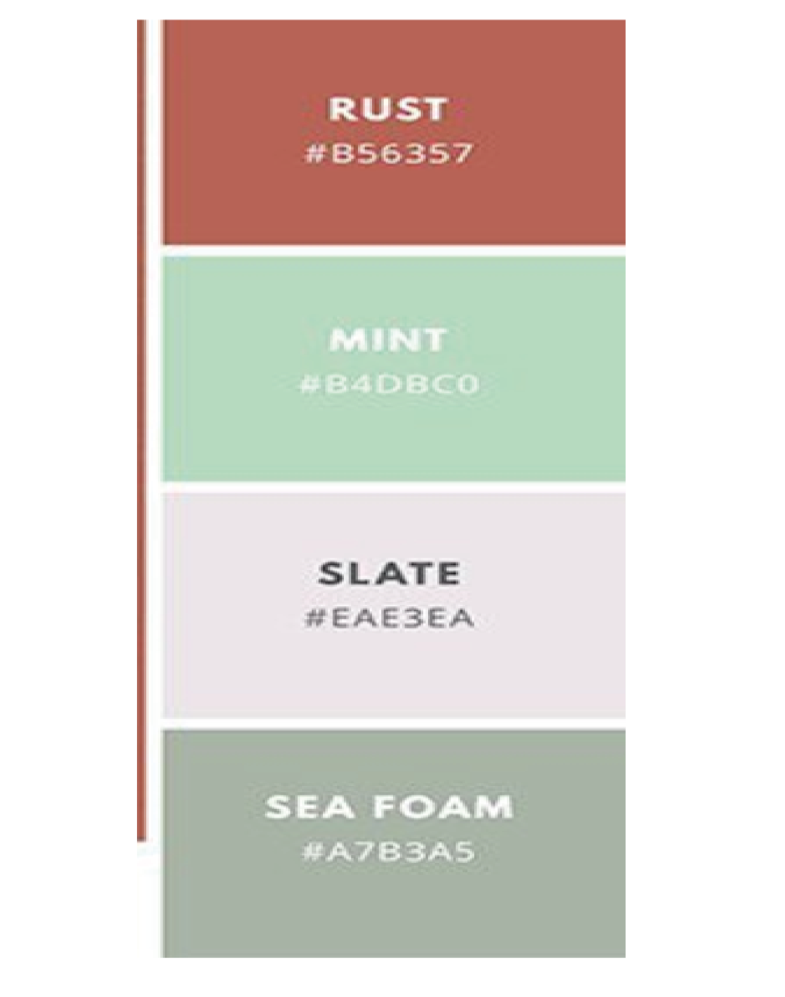 RUST
#B56357
MINT
#B4DBC0
SLATE
#EAE3EA
SEA FOAM
#A7B3A5